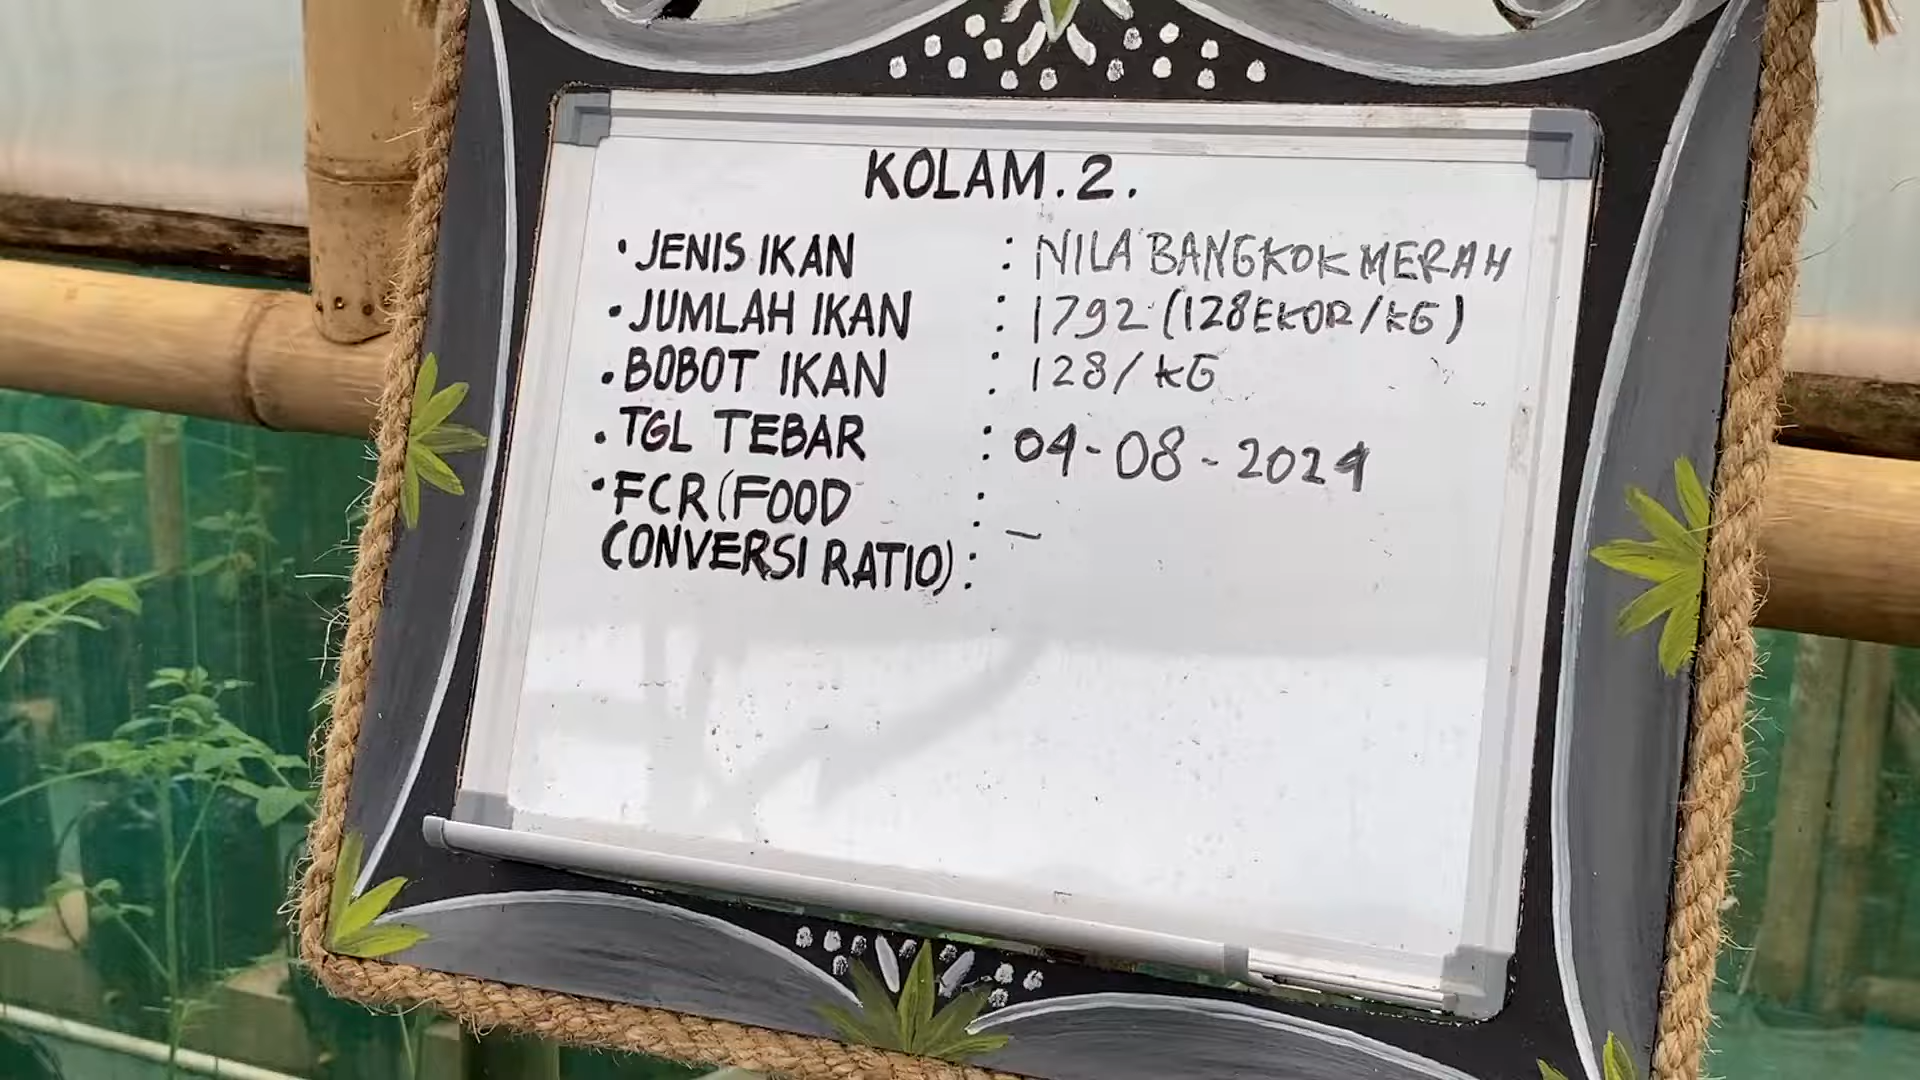 KOLAM.2.
• JENIS IKAN : NILA BANGKOK MERAH
• JUMLAH IKAN : 1792 (128 EKOR/KG)
• BOBOT IKAN : 128/KG
• TGL TEBAR : 04-08-2024
• FCR (FOOD :
CONVERSI RATIO) : -